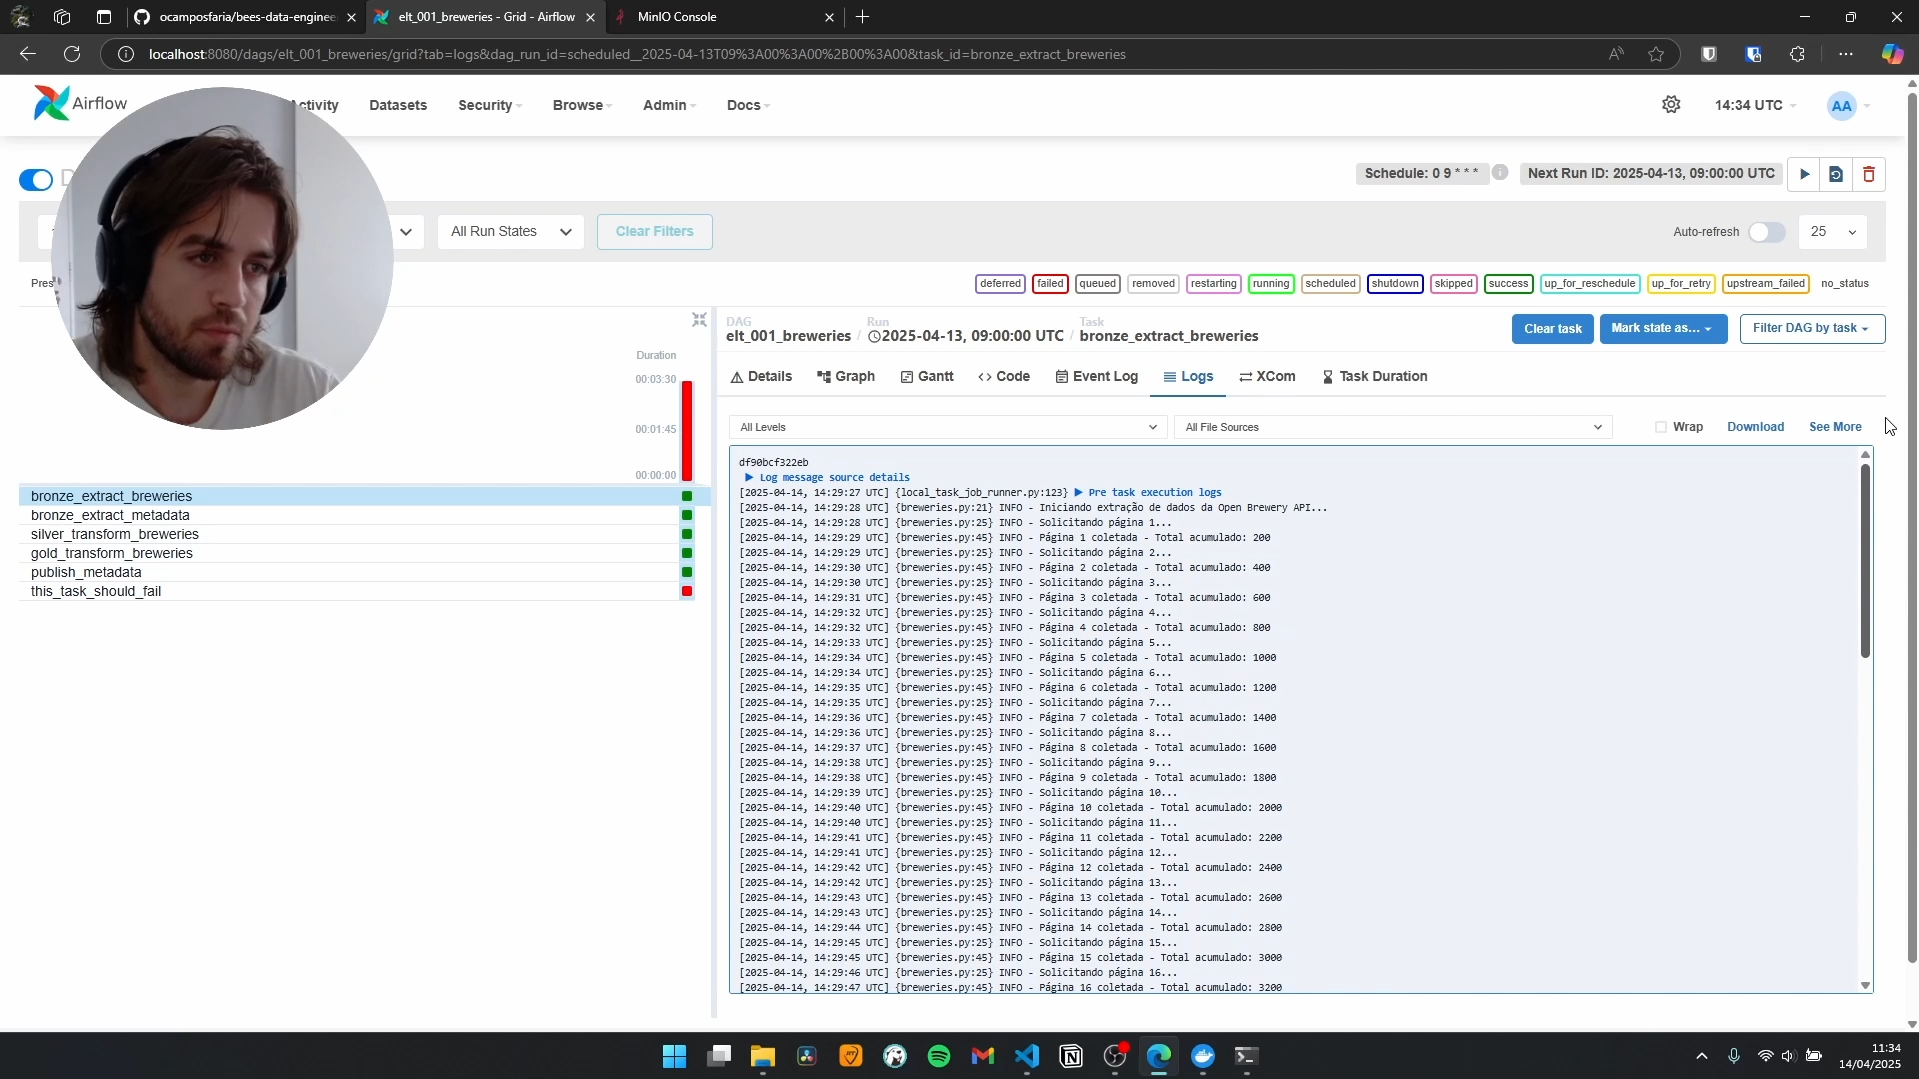 ocamposfaria/bees-data-enginee
elt_001_breweries - Grid - Airflow
MinIO Console
localhost:8080/dags/elt_001_breweries/grid?tab=logs&dag_run_id=scheduled__2025-04-13T09%3A00%3A00%2B00%3A00&task_id=bronze_extract_breweries
Airflow
ctivity
Datasets
Security
Browse
Admin
Docs
14:34 UTC
AA
D
Schedule: 0 9 * * *
Next Run ID: 2025-04-13, 09:00:00 UTC
All Run States
Clear Filters
Auto-refresh
25
Pres
deferred
failed
queued
removed
restarting
running
scheduled
shutdown
skipped
success
up_for_reschedule
up_for_retry
upstream_failed
no_status
Duration
00:03:30
00:01:45
00:00:00
bronze_extract_breweries
bronze_extract_metadata
silver_transform_breweries
gold_transform_breweries
publish_metadata
this_task_should_fail
DAG
Run
Task
elt_001_breweries / 2025-04-13, 09:00:00 UTC / bronze_extract_breweries
Clear task
Mark state as...
Filter DAG by task
Details
Graph
Gantt
Code
Event Log
Logs
XCom
Task Duration
All Levels
All File Sources
Wrap
Download
See More
df90bcf322eb
▶ Log message source details
[2025-04-14, 14:29:27 UTC] {local_task_job_runner.py:123} ▶ Pre task execution logs
[2025-04-14, 14:29:28 UTC] {breweries.py:21} INFO - Iniciando extração de dados da Open Brewery API...
[2025-04-14, 14:29:28 UTC] {breweries.py:25} INFO - Solicitando página 1...
[2025-04-14, 14:29:29 UTC] {breweries.py:45} INFO - Página 1 coletada - Total acumulado: 200
[2025-04-14, 14:29:29 UTC] {breweries.py:25} INFO - Solicitando página 2...
[2025-04-14, 14:29:30 UTC] {breweries.py:45} INFO - Página 2 coletada - Total acumulado: 400
[2025-04-14, 14:29:30 UTC] {breweries.py:25} INFO - Solicitando página 3...
[2025-04-14, 14:29:31 UTC] {breweries.py:45} INFO - Página 3 coletada - Total acumulado: 600
[2025-04-14, 14:29:32 UTC] {breweries.py:25} INFO - Solicitando página 4...
[2025-04-14, 14:29:32 UTC] {breweries.py:45} INFO - Página 4 coletada - Total acumulado: 800
[2025-04-14, 14:29:33 UTC] {breweries.py:25} INFO - Solicitando página 5...
[2025-04-14, 14:29:34 UTC] {breweries.py:45} INFO - Página 5 coletada - Total acumulado: 1000
[2025-04-14, 14:29:34 UTC] {breweries.py:25} INFO - Solicitando página 6...
[2025-04-14, 14:29:35 UTC] {breweries.py:45} INFO - Página 6 coletada - Total acumulado: 1200
[2025-04-14, 14:29:35 UTC] {breweries.py:25} INFO - Solicitando página 7...
[2025-04-14, 14:29:36 UTC] {breweries.py:45} INFO - Página 7 coletada - Total acumulado: 1400
[2025-04-14, 14:29:36 UTC] {breweries.py:25} INFO - Solicitando página 8...
[2025-04-14, 14:29:37 UTC] {breweries.py:45} INFO - Página 8 coletada - Total acumulado: 1600
[2025-04-14, 14:29:38 UTC] {breweries.py:25} INFO - Solicitando página 9...
[2025-04-14, 14:29:38 UTC] {breweries.py:45} INFO - Página 9 coletada - Total acumulado: 1800
[2025-04-14, 14:29:39 UTC] {breweries.py:25} INFO - Solicitando página 10...
[2025-04-14, 14:29:40 UTC] {breweries.py:45} INFO - Página 10 coletada - Total acumulado: 2000
[2025-04-14, 14:29:40 UTC] {breweries.py:25} INFO - Solicitando página 11...
[2025-04-14, 14:29:41 UTC] {breweries.py:45} INFO - Página 11 coletada - Total acumulado: 2200
[2025-04-14, 14:29:41 UTC] {breweries.py:25} INFO - Solicitando página 12...
[2025-04-14, 14:29:42 UTC] {breweries.py:45} INFO - Página 12 coletada - Total acumulado: 2400
[2025-04-14, 14:29:42 UTC] {breweries.py:25} INFO - Solicitando página 13...
[2025-04-14, 14:29:43 UTC] {breweries.py:45} INFO - Página 13 coletada - Total acumulado: 2600
[2025-04-14, 14:29:43 UTC] {breweries.py:25} INFO - Solicitando página 14...
[2025-04-14, 14:29:44 UTC] {breweries.py:45} INFO - Página 14 coletada - Total acumulado: 2800
[2025-04-14, 14:29:45 UTC] {breweries.py:25} INFO - Solicitando página 15...
[2025-04-14, 14:29:45 UTC] {breweries.py:45} INFO - Página 15 coletada - Total acumulado: 3000
[2025-04-14, 14:29:46 UTC] {breweries.py:25} INFO - Solicitando página 16...
[2025-04-14, 14:29:47 UTC] {breweries.py:45} INFO - Página 16 coletada - Total acumulado: 3200
11:34
14/04/2025